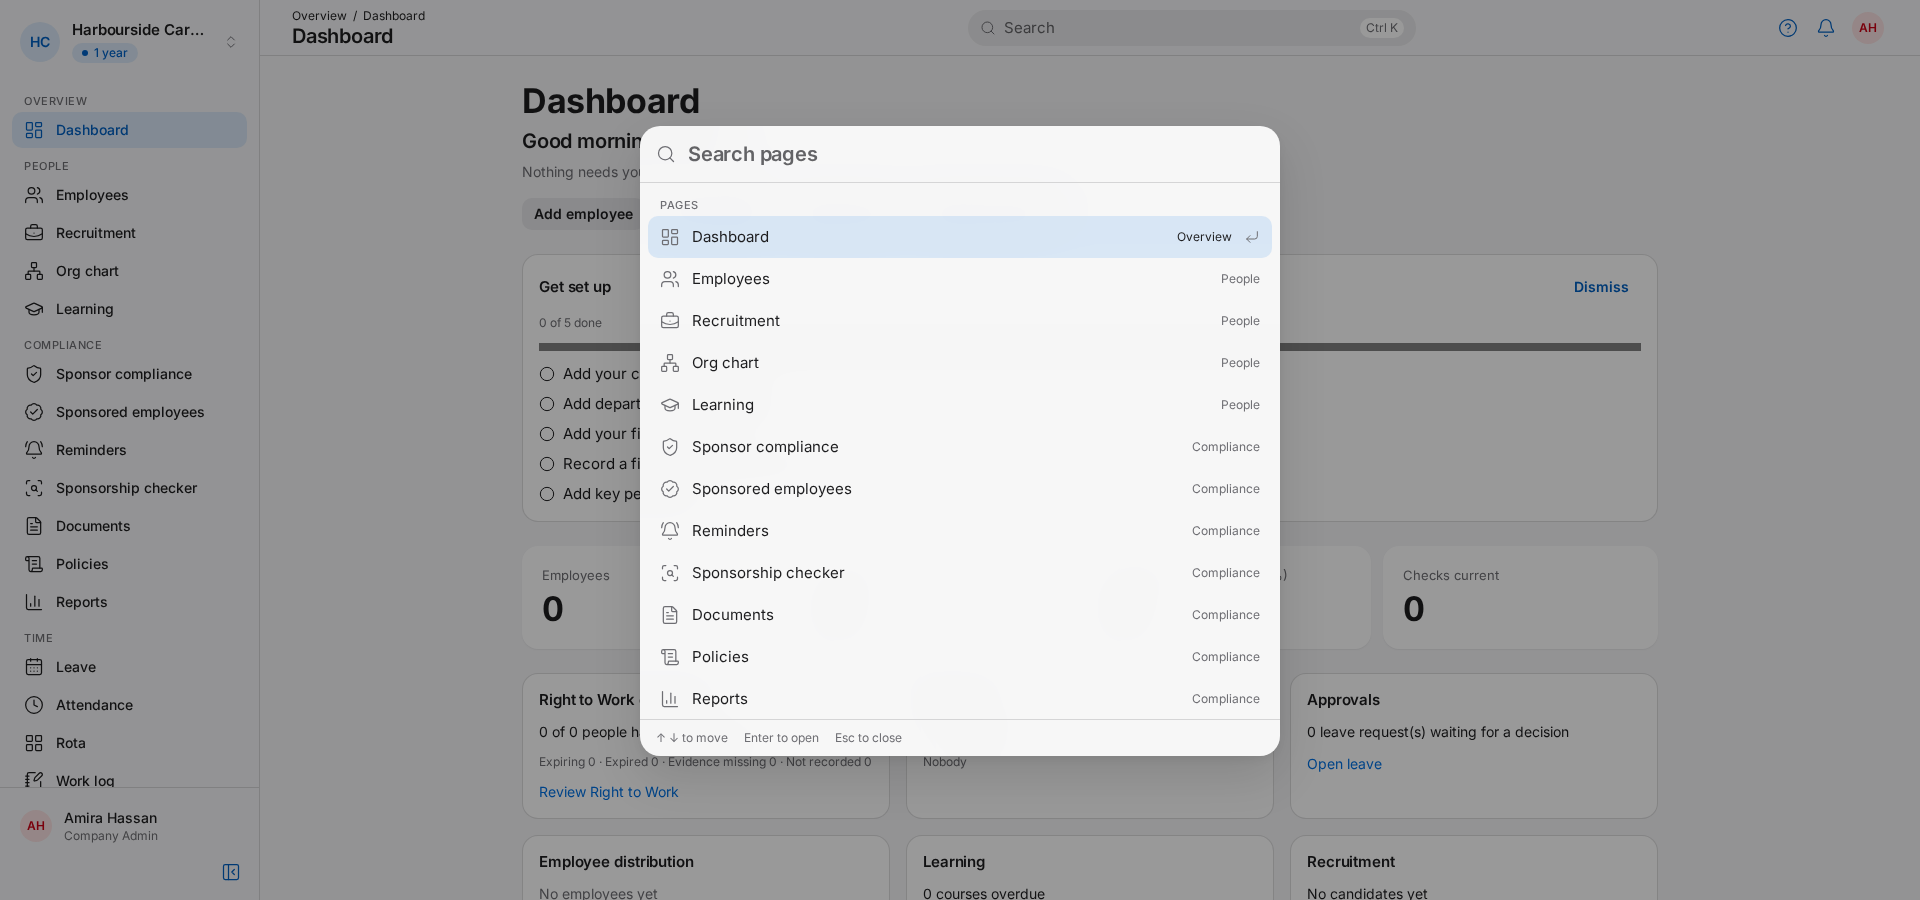 HC
Harbourside Car...
1 year
Overview / Dashboard
Dashboard
Search
Ctrl K
AH
OVERVIEW
Dashboard
PEOPLE
Employees
Recruitment
Org chart
Learning
COMPLIANCE
Sponsor compliance
Sponsored employees
Reminders
Sponsorship checker
Documents
Policies
Reports
TIME
Leave
Attendance
Rota
Work log
AH
Amira Hassan
Company Admin
Dashboard
Good
Nothing needs
Add employee
Get set up
Dismiss
0 of 5 done
Add your
Add
Add your
Record a
Add key
Employees
0
Checks current
0
Right to Work
0 of 0 people
Expiring 0 · Expired 0 · Evidence missing 0 · Not recorded 0
Review Right to Work
Nobody
Approvals
0 leave request(s) waiting for a decision
Open leave
Employee distribution
No employees yet
Learning
0 courses overdue
Recruitment
No candidates yet
Search pages
PAGES
Dashboard Overview
Employees People
Recruitment People
Org chart People
Learning People
Sponsor compliance Compliance
Sponsored employees Compliance
Reminders Compliance
Sponsorship checker Compliance
Documents Compliance
Policies Compliance
Reports Compliance
↑ ↓ to move Enter to open Esc to close